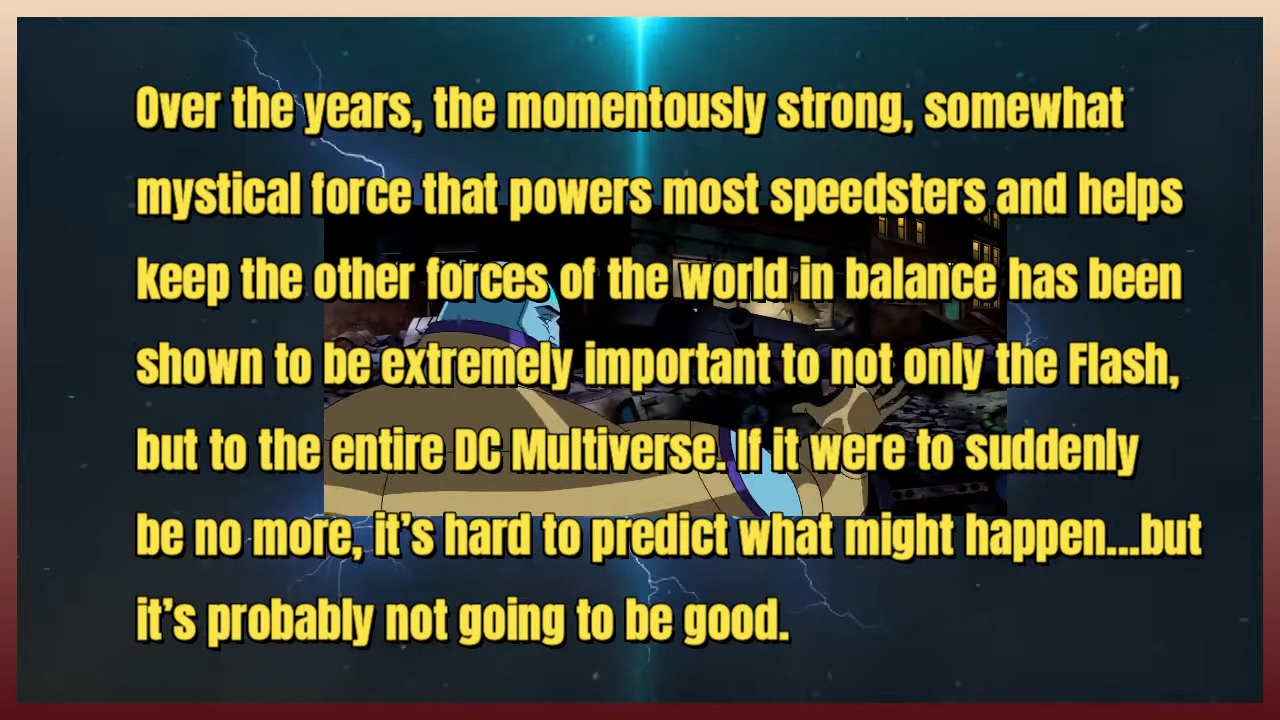 Over the years, the momentously strong, somewhat
mystical force that powers most speedsters and helps
keep the other forces of the world in balance has been
shown to be extremely important to not only the Flash,
but to the entire DC Multiverse. If it were to suddenly
be no more, it’s hard to predict what might happen...but
it’s probably not going to be good.